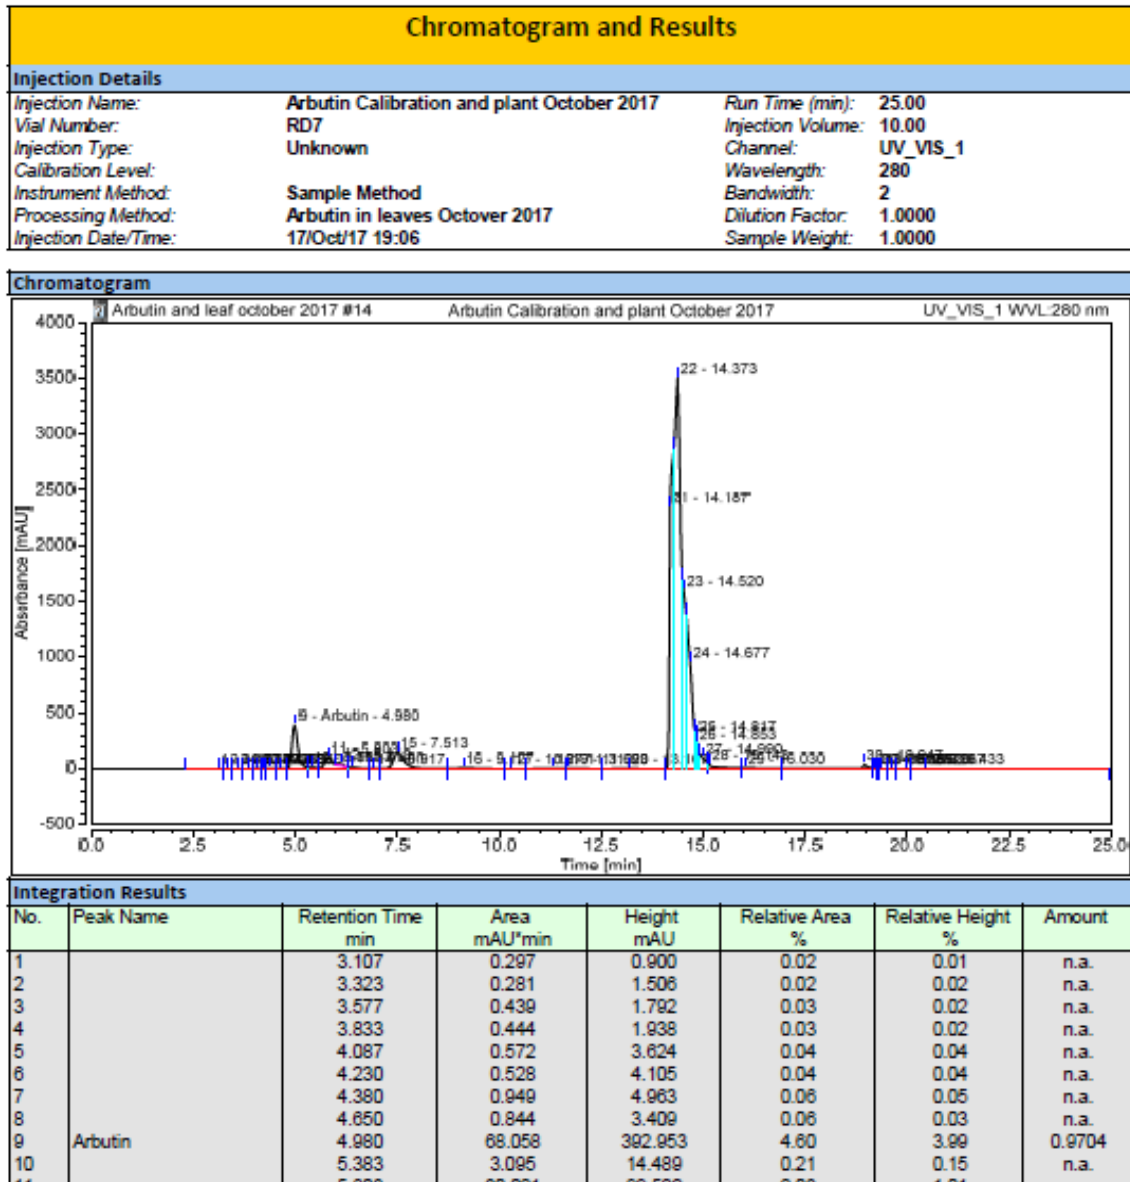 Chromatogram and Results
Injection Details
Injection Name: Arbutin Calibration and plant October 2017 Run Time (min): 25.00
Vial Number: RD7 Injection Volume: 10.00
Injection Type: Unknown Channel: UV_VIS_1
Calibration Level: Wavelength: 280
Instrument Method: Sample Method Bandwidth: 2
Processing Method: Arbutin in leaves Octover 2017 Dilution Factor: 1.0000
Injection Date/Time: 17/Oct/17 19:06 Sample Weight: 1.0000
Chromatogram
Arbutin and leaf october 2017 #14 Arbutin Calibration and plant October 2017 UV_VIS_1 WVL:280 nm
4000
22 - 14.373
3500
3000
2500
14.187
2000
23 - 14.520
1500
24 - 14.677
1000
500
9 - Arbutin - 4.980
15 - 7.513
16.030
0
-500
Absorbance [mAU]
0.0 2.5 5.0 7.5 10.0 12.5 15.0 17.5 20.0 22.5 25.0
Time [min]
Integration Results
No. Peak Name Retention Time Area Height Relative Area Relative Height Amount
min mAU*min mAU % %
1 3.107 0.297 0.900 0.02 0.01 n.a.
2 3.323 0.281 1.506 0.02 0.02 n.a.
3 3.577 0.439 1.792 0.03 0.02 n.a.
4 3.833 0.444 1.938 0.03 0.02 n.a.
5 4.087 0.572 3.624 0.04 0.04 n.a.
6 4.230 0.528 4.105 0.04 0.04 n.a.
7 4.380 0.949 4.963 0.06 0.05 n.a.
8 4.650 0.844 3.409 0.06 0.03 n.a.
9 Arbutin 4.980 68.058 392.953 4.60 3.99 0.9704
10 5.383 3.095 14.489 0.21 0.15 n.a.